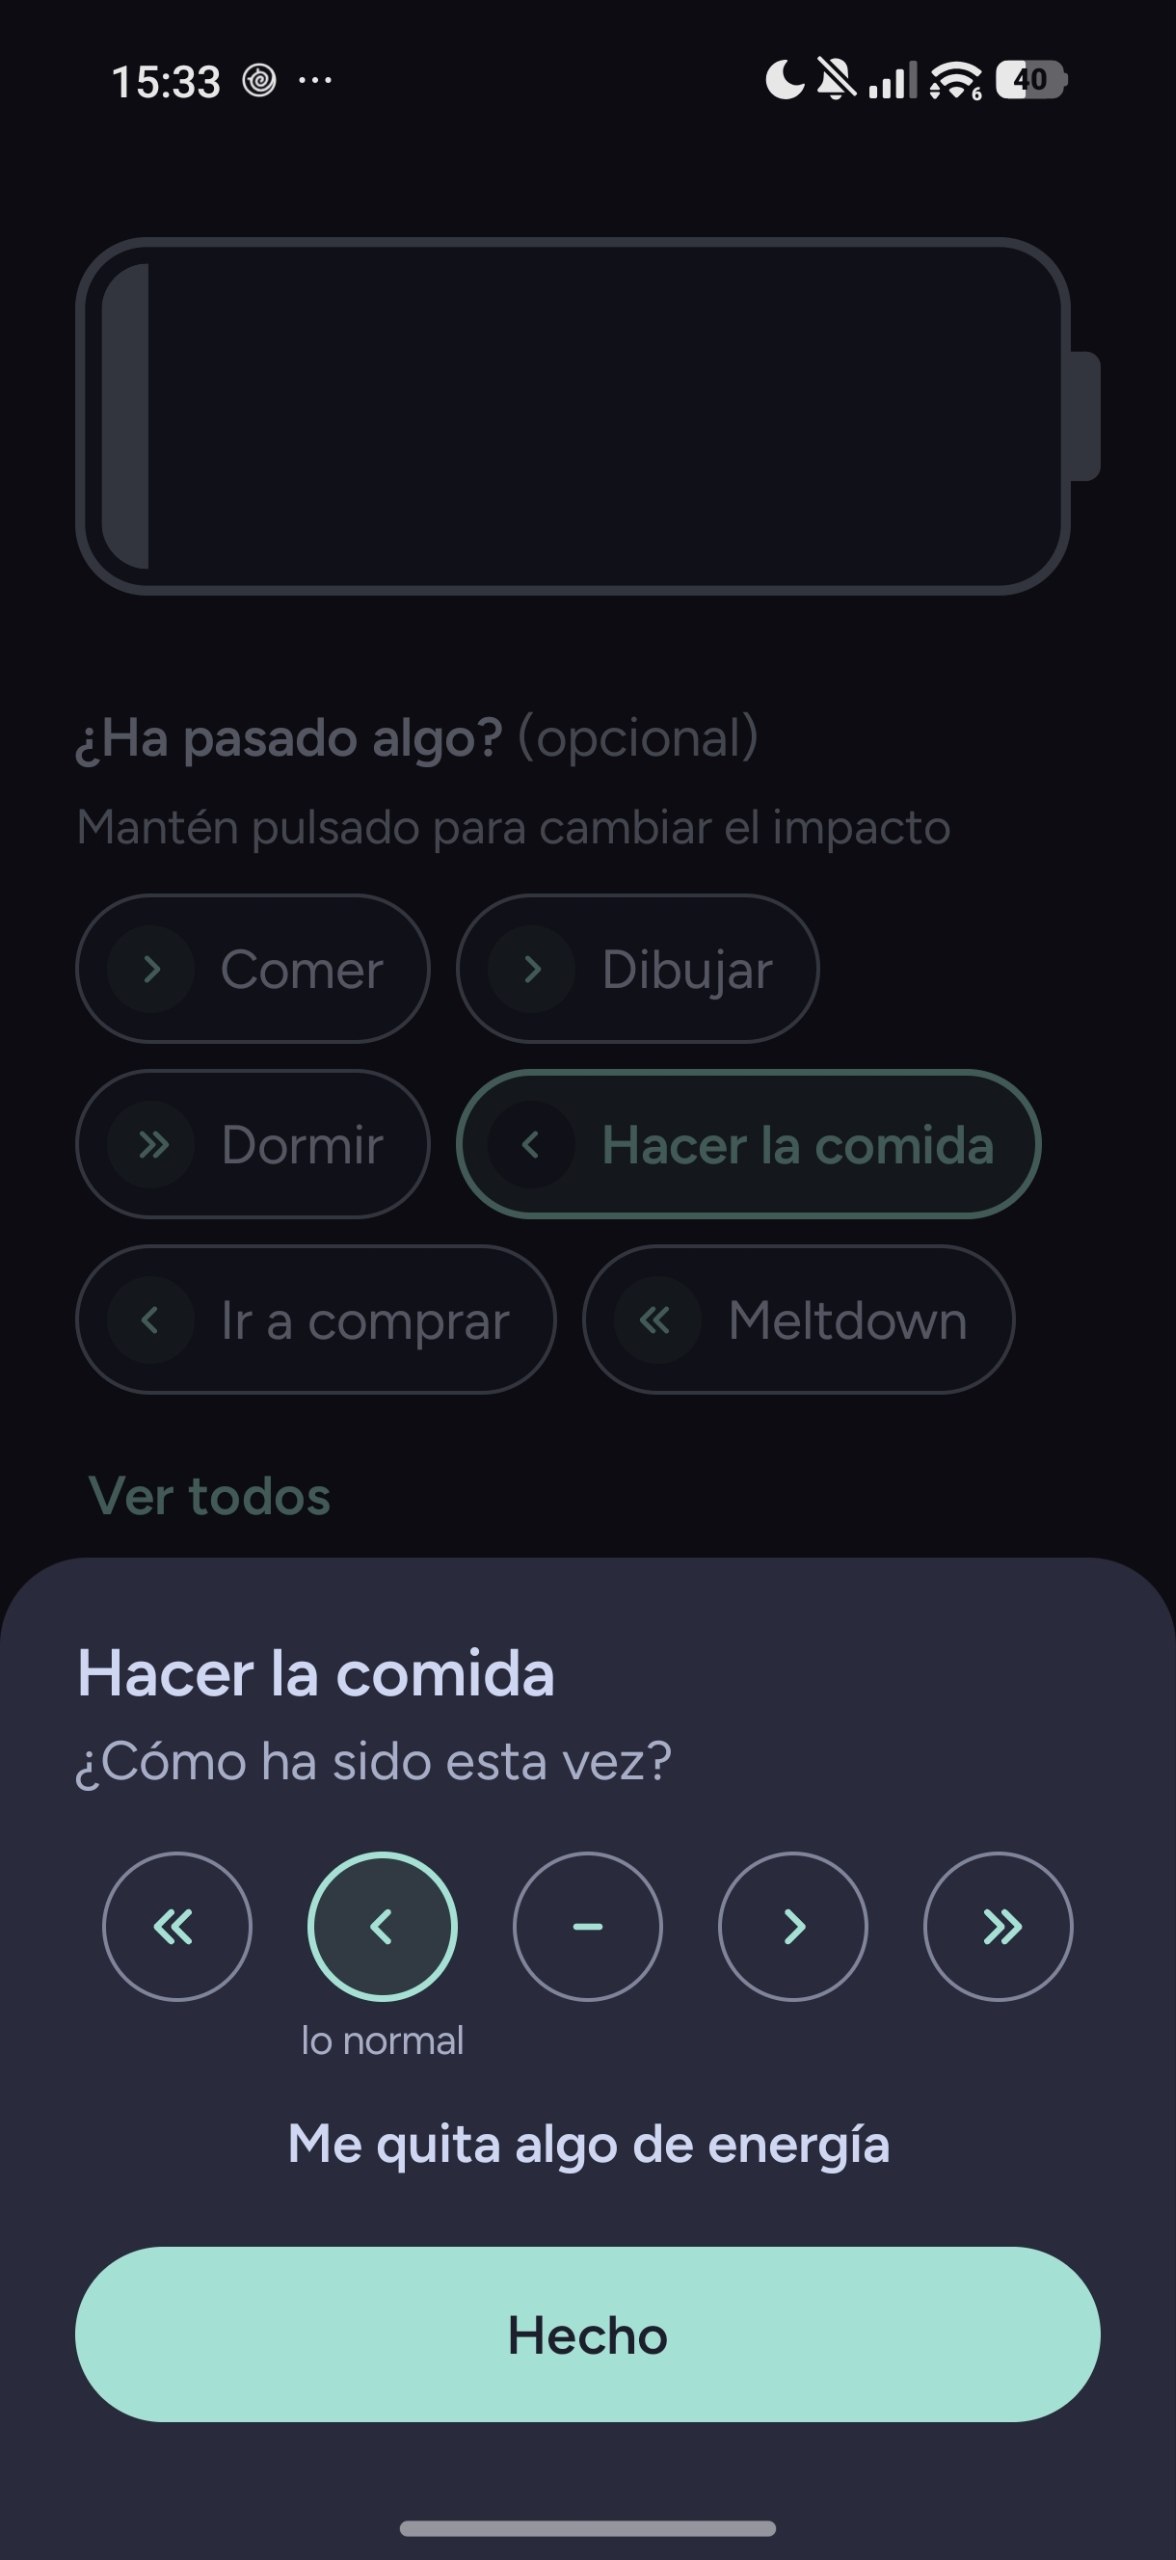 15:33
40
¿Ha pasado algo? (opcional)
Mantén pulsado para cambiar el impacto
Comer
Dibujar
Dormir
Hacer la comida
Ir a comprar
Meltdown
Ver todos
Hacer la comida
¿Cómo ha sido esta vez?
lo normal
Me quita algo de energía
Hecho